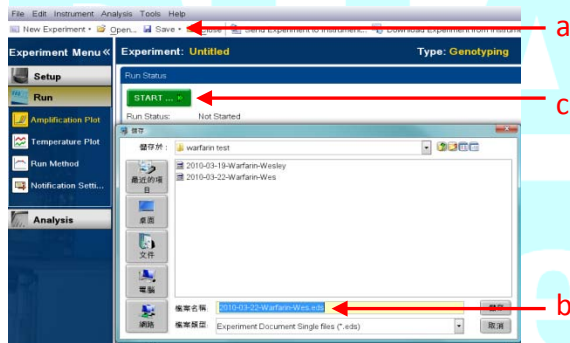 File Edit Instrument Analysis Tools Help
New Experiment Open... Save Close Send Experiment to Instrument... Download Experiment from Instrume
a
Experiment Menu«
Experiment: Untitled
Type: Genotyping
Setup
Run Status
Run
START ...
c
Run Status: Not Started
Amplification Plot
儲存
Temperature Plot
儲存於: warfarin test
2010-03-19-Warfarin-Wesley
2010-03-22-Warfarin-Wes
Run Method
最近的項目
Notification Setti...
桌面
Analysis
文件
電腦
網路
檔案名稱: 2010-03-22-Warfarin-Wes.eds
儲存
b
檔案類型: Experiment Document Single files (*.eds)
取消